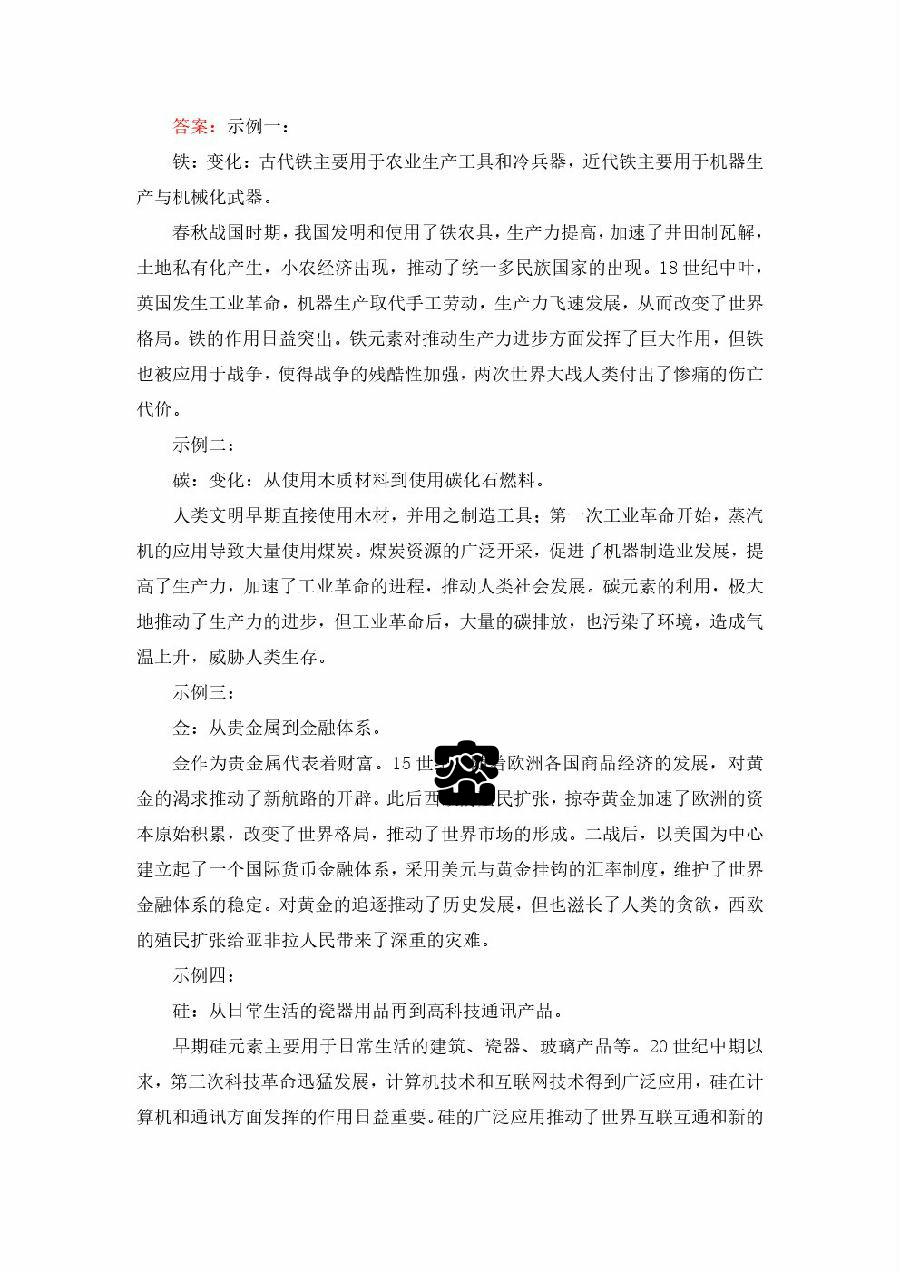 答案：示例一：
铁：变化：古代铁主要用于农业生产工具和冷兵器，近代铁主要用于机器生
产与机械化武器。
春秋战国时期，我国发明和使用了铁农具，生产力提高，加速了井田制瓦解，
土地私有化产生，小农经济出现，推动了统一多民族国家的出现。18 世纪中叶，
英国发生工业革命，机器生产取代手工劳动，生产力飞速发展，从而改变了世界
格局。铁的作用日益突出。铁元素对推动生产力进步方面发挥了巨大作用，但铁
也被应用于战争，使得战争的残酷性加强，两次世界大战人类付出了惨痛的伤亡
代价。
示例二：
碳：变化：从使用木质材料到使用碳化石燃料。
人类文明早期直接使用木材，并用之制造工具；第一次工业革命开始，蒸汽
机的应用导致大量使用煤炭。煤炭资源的广泛开采，促进了机器制造业发展，提
高了生产力，加速了工业革命的进程，推动人类社会发展。碳元素的利用，极大
地推动了生产力的进步，但工业革命后，大量的碳排放，也污染了环境，造成气
温上升，威胁人类生存。
示例三：
金：从贵金属到金融体系。
金作为贵金属代表着财富。15 世 着欧洲各国商品经济的发展，对黄
金的渴求推动了新航路的开辟。此后西 民扩张，掠夺黄金加速了欧洲的资
本原始积累，改变了世界格局，推动了世界市场的形成。二战后，以美国为中心
建立起了一个国际货币金融体系，采用美元与黄金挂钩的汇率制度，维护了世界
金融体系的稳定。对黄金的追逐推动了历史发展，但也滋长了人类的贪欲，西欧
的殖民扩张给亚非拉人民带来了深重的灾难。
示例四：
硅：从日常生活的瓷器用品再到高科技通讯产品。
早期硅元素主要用于日常生活的建筑、瓷器、玻璃产品等。20 世纪中期以
来，第二次科技革命迅猛发展，计算机技术和互联网技术得到广泛应用，硅在计
算机和通讯方面发挥的作用日益重要。硅的广泛应用推动了世界互联互通和新的